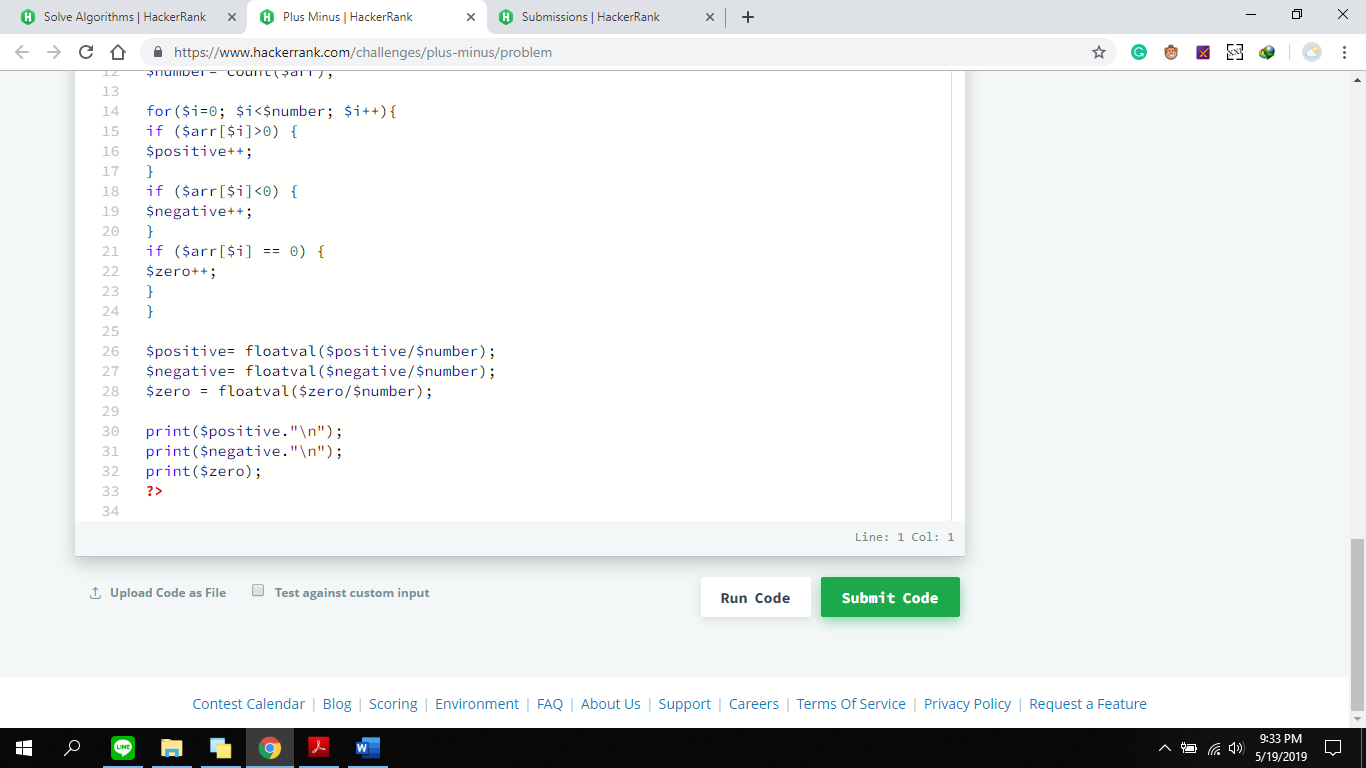 Solve Algorithms | HackerRank
Plus Minus | HackerRank
Submissions | HackerRank
https://www.hackerrank.com/challenges/plus-minus/problem
12 $number= count($arr);
13
14 for($i=0; $i<$number; $i++){
15 if ($arr[$i]>0) {
16 $positive++;
17 }
18 if ($arr[$i]<0) {
19 $negative++;
20 }
21 if ($arr[$i] == 0) {
22 $zero++;
23 }
24 }
25
26 $positive= floatval($positive/$number);
27 $negative= floatval($negative/$number);
28 $zero = floatval($zero/$number);
29
30 print($positive."\n");
31 print($negative."\n");
32 print($zero);
33 ?>
34
Line: 1 Col: 1
Upload Code as File Test against custom input Run Code Submit Code
Contest Calendar | Blog | Scoring | Environment | FAQ | About Us | Support | Careers | Terms Of Service | Privacy Policy | Request a Feature
LINE
W
9:33 PM
5/19/2019